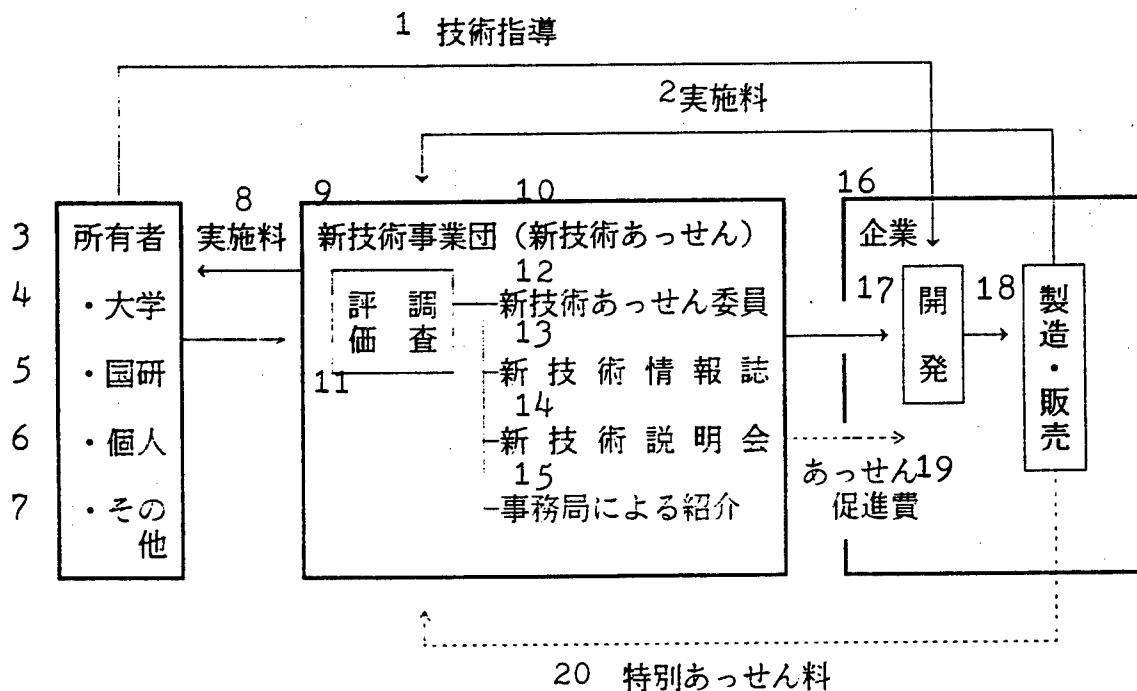 1 技術指導
2実施料
3 所有者
4 ・大学
5 ・国研
6 ・個人
7 ・その他
8
実施料
9 10
新技術事業団（新技術あっせん）
評価 調査
11
12
新技術あっせん委員
13
新技術情報誌
14
新技術説明会
15
事務局による紹介
16
企業
17 開発
18 製造・販売
あっせん19
促進費
20 特別あっせん料